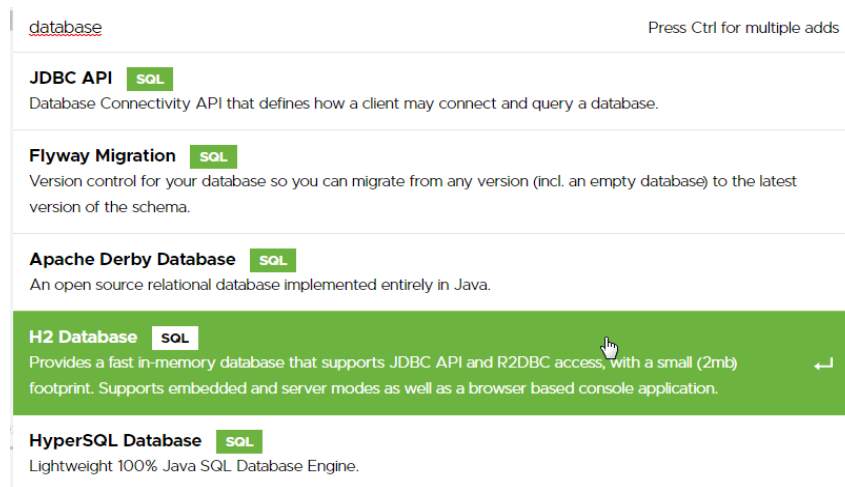 database Press Ctrl for multiple adds
JDBC API SQL
Database Connectivity API that defines how a client may connect and query a database.
Flyway Migration SQL
Version control for your database so you can migrate from any version (incl. an empty database) to the latest
version of the schema.
Apache Derby Database SQL
An open source relational database implemented entirely in Java.
H2 Database SQL
Provides a fast in-memory database that supports JDBC API and R2DBC access, with a small (2mb)
footprint. Supports embedded and server modes as well as a browser based console application.
HyperSQL Database SQL
Lightweight 100% Java SQL Database Engine.